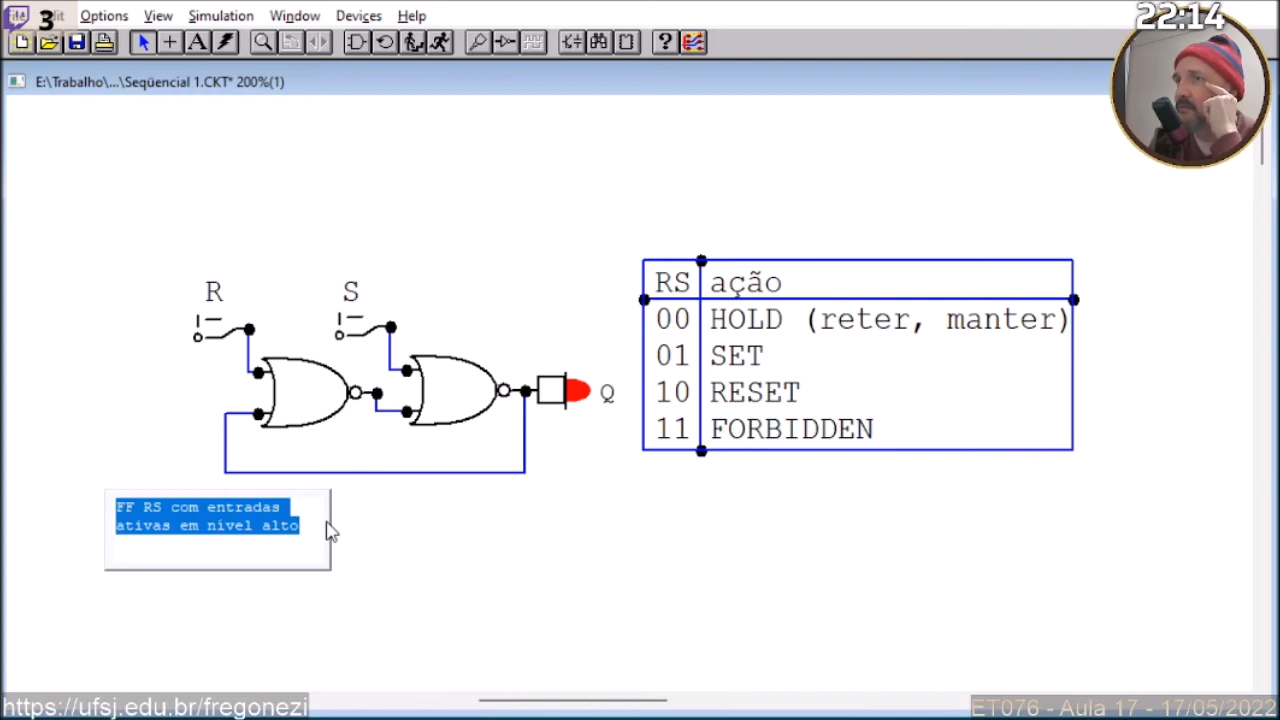 3
Options View Simulation Window Devices Help
22:14
E:\Trabalho\...\Seqüencial 1.CKT* 200%(1)
R
S
Q
RS ação
00 HOLD (reter, manter)
01 SET
10 RESET
11 FORBIDDEN
FF RS com entradas
ativas em nível alto
https://ufsj.edu.br/fregonezi
ET076 - Aula 17 - 17/05/2022